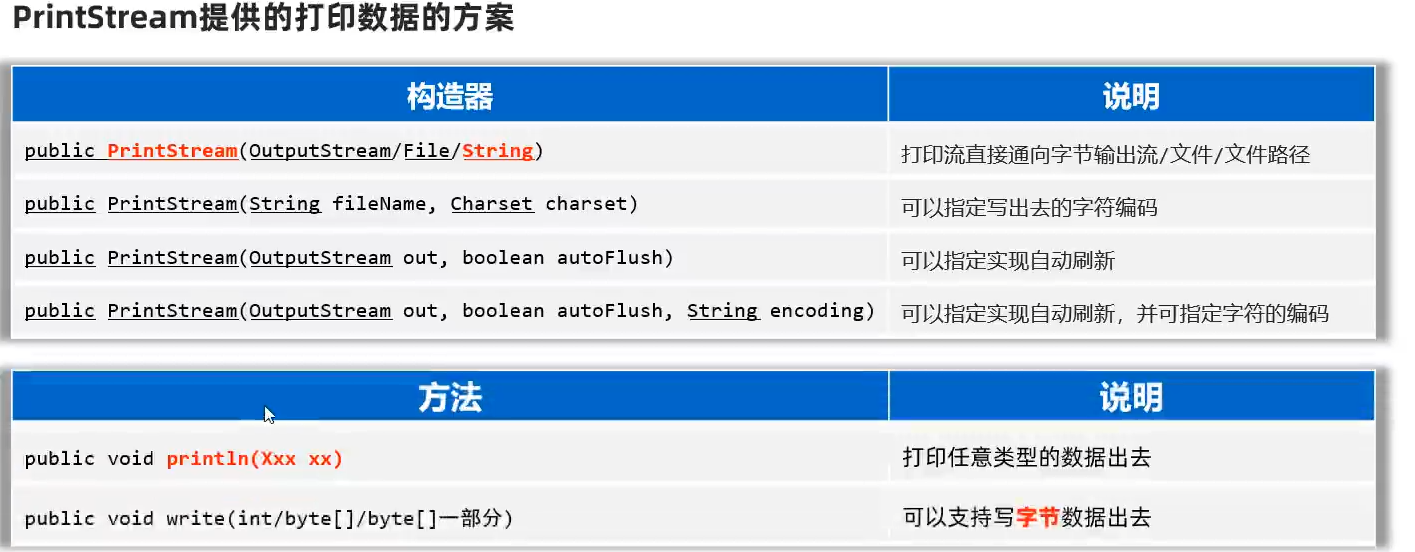 PrintStream提供的打印数据的方案
构造器 说明
public PrintStream(OutputStream/File/String) 打印流直接通向字节输出流/文件/文件路径
public PrintStream(String fileName, Charset charset) 可以指定写出去的字符编码
public PrintStream(OutputStream out, boolean autoFlush) 可以指定实现自动刷新
public PrintStream(OutputStream out, boolean autoFlush, String encoding) 可以指定实现自动刷新，并可指定字符的编码
方法 说明
public void println(Xxx xx) 打印任意类型的数据出去
public void write(int/byte[]/byte[]一部分) 可以支持写字节数据出去